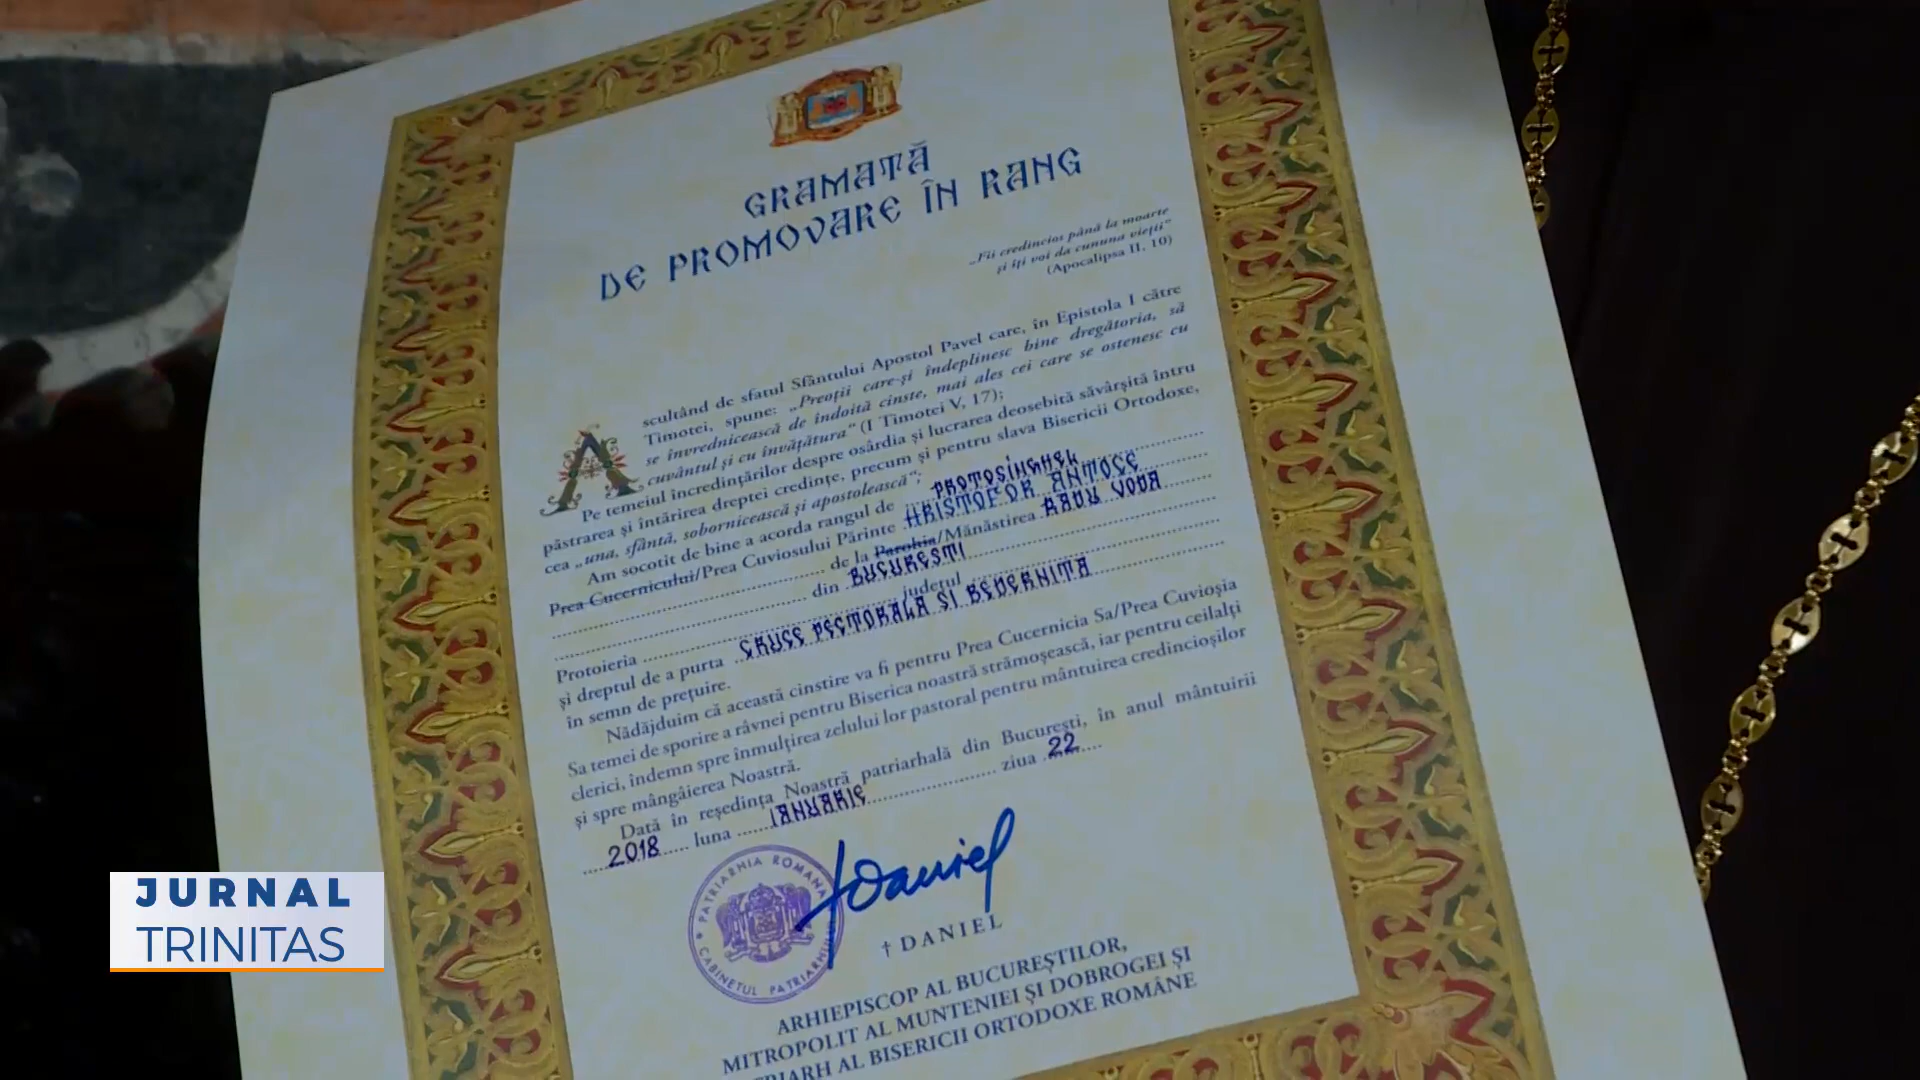 GRAMATĂ
DE PROMOVARE ÎN RANG
„Fii credincios până la moarte
și îți voi da cununa vieții”
(Apocalipsa II, 10)
Ascultând de sfatul Sfântului Apostol Pavel care, în Epistola I către
Timotei, spune: „Preoții care-și îndeplinesc bine dregătoria, să
se învrednicească de îndoită cinste, mai ales cei care se ostenesc cu
cuvântul și cu învățătura“ (I Timotei V, 17);
Pe temeiul încredințărilor despre osârdia și lucrarea deosebită săvârșită întru
păstrarea și întărirea dreptei credințe, precum și pentru slava Bisericii Ortodoxe,
cea „una, sfântă, sobornicească și apostolească“;
Am socotit de bine a acorda rangul de PROTOSINGHEL
Prea Cucernicului/Prea Cuviosului Părinte HRISTOFOR ANTOCE
de la Parohia/Mănăstirea RADU VODA
din BUCURESTI
Protoieria județul
și dreptul de a purta CRUCE PECTORALA SI BEDERNITA
în semn de prețuire.
Nădăjduim că această cinstire va fi pentru Prea Cucernicia Sa/Prea Cuvioșia
Sa temei de sporire a râvnei pentru Biserica noastră strămoșească, iar pentru ceilalți
clerici, îndemn spre înmulțirea zelului lor pastoral pentru mântuirea credincioșilor
și spre mângâierea Noastră.
Dată în reședința Noastră patriarhală din București, în anul mântuirii
2018 luna IANUARIE ziua 22
PATRIARHIA ROMANA
CABINETUL PATRIARHULUI
†Daniel
† DANIEL
ARHIEPISCOP AL BUCUREȘTILOR,
MITROPOLIT AL MUNTENIEI ȘI DOBROGEI ȘI
PATRIARH AL BISERICII ORTODOXE ROMÂNE
JURNAL
TRINITAS